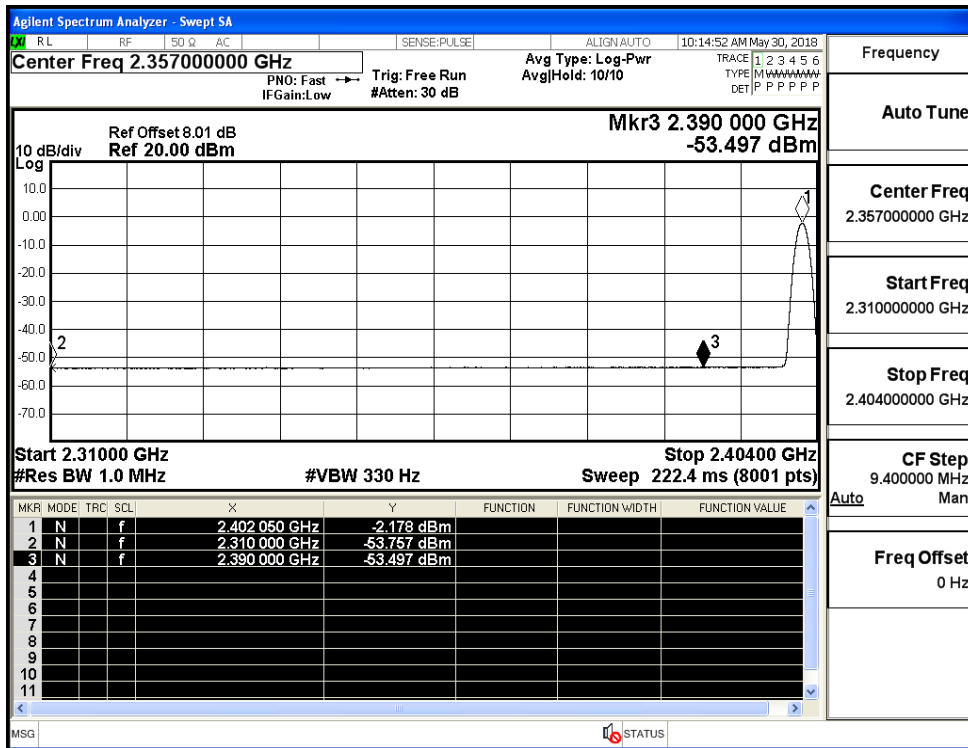 Agilent Spectrum Analyzer - Swept SA
LXI RL RF 50 Ω AC SENSE:PULSE ALIGNAUTO 10:14:52 AM May 30, 2018
Center Freq 2.357000000 GHz
PNO: Fast
IFGain:Low
Trig: Free Run
#Atten: 30 dB
Avg Type: Log-Pwr
Avg|Hold: 10/10
TRACE 1 2 3 4 5 6
TYPE M W W W W W
DET P P P P P P
Ref Offset 8.01 dB
10 dB/div Ref 20.00 dBm
Log
Mkr3 2.390 000 GHz
-53.497 dBm
10.0
0.00
-10.0
-20.0
-30.0
-40.0
-50.0
-60.0
-70.0
1
2
3
Start 2.31000 GHz Stop 2.40400 GHz
#Res BW 1.0 MHz #VBW 330 Hz Sweep 222.4 ms (8001 pts)
MKR MODE TRC SCL X Y FUNCTION FUNCTION WIDTH FUNCTION VALUE
1 N f 2.402 050 GHz -2.178 dBm
2 N f 2.310 000 GHz -53.757 dBm
3 N f 2.390 000 GHz -53.497 dBm
4
5
6
7
8
9
10
11
MSG STATUS
Frequency
Auto Tune
Center Freq
2.357000000 GHz
Start Freq
2.310000000 GHz
Stop Freq
2.404000000 GHz
CF Step
9.400000 MHz
Auto Man
Freq Offset
0 Hz